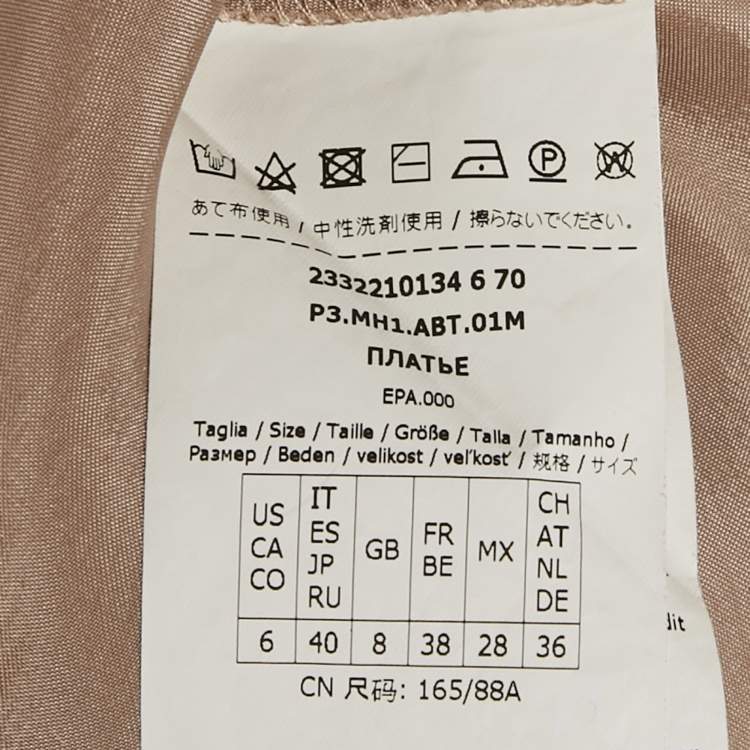 P W
あて布使用 / 中性洗剤使用 / 擦らないでください。
2332210134 6 70
P3.MH1.ABT.01M
ПЛАТЬЕ
EPA.000
Taglia / Size / Taille / Größe / Talla / Tamanho /
Размер / Beden / velikost / veľkosť / 规格 / サイズ
US CA CO IT ES JP RU GB FR BE MX CH AT NL DE
6 40 8 38 28 36
CN 尺码: 165/88A